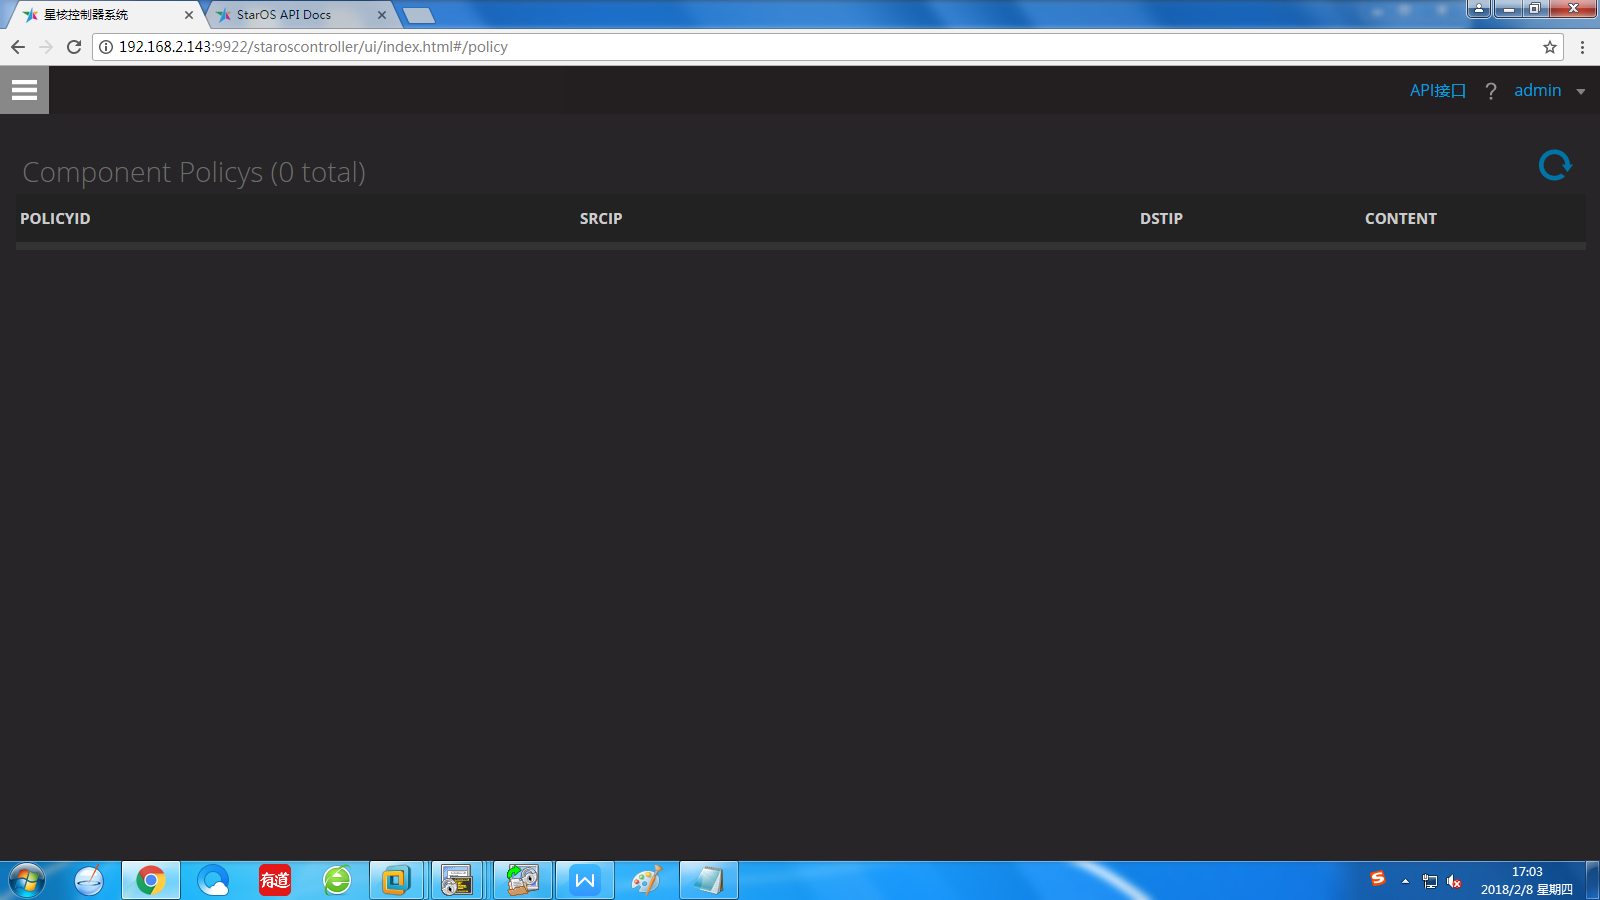 星核控制器系统
StarOS API Docs
192.168.2.143:9922/staroscontroller/ui/index.html#/policy
API接口 ? admin
Component Policys (0 total)
POLICYID SRCIP DSTIP CONTENT
有道
17:03
2018/2/8 星期四